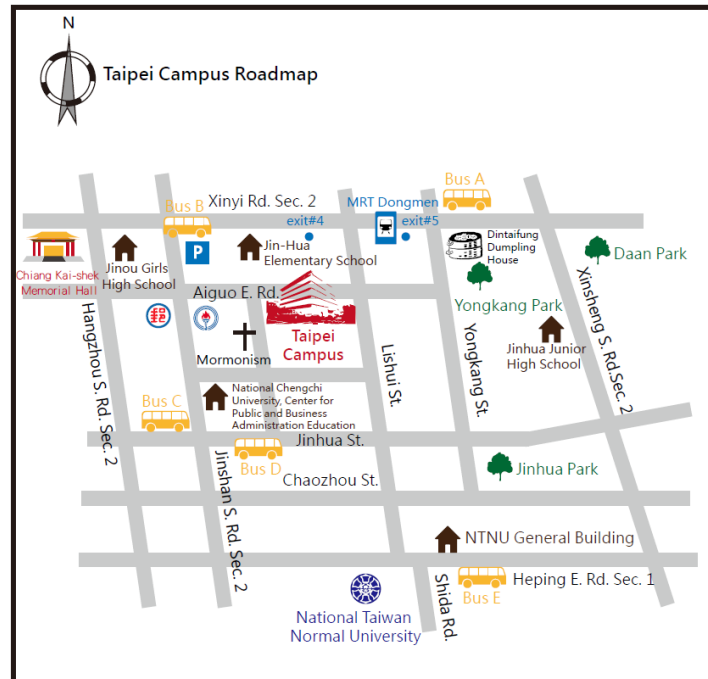 N
Taipei Campus Roadmap
Bus A
Bus B
Xinyi Rd. Sec. 2
MRT Dongmen
exit#4
exit#5
P
Jinou Girls
High School
Jin-Hua
Elementary School
Dintaifung
Dumpling
House
Daan Park
Chiang Kai-shek
Memorial Hall
Aiguo E. Rd.
Yongkang Park
Taipei
Campus
Mormonism
Jinhua Junior
High School
Hangzhou S. Rd. Sec. 2
Lishui St.
Yongkang St.
Xinsheng S. Rd.Sec. 2
National Chengchi
University, Center for
Public and Business
Administration Education
Bus C
Jinhua St.
Bus D
Jinshan S. Rd. Sec. 2
Chaozhou St.
Jinhua Park
NTNU General Building
Heping E. Rd. Sec. 1
Bus E
Shida Rd.
National Taiwan
Normal University